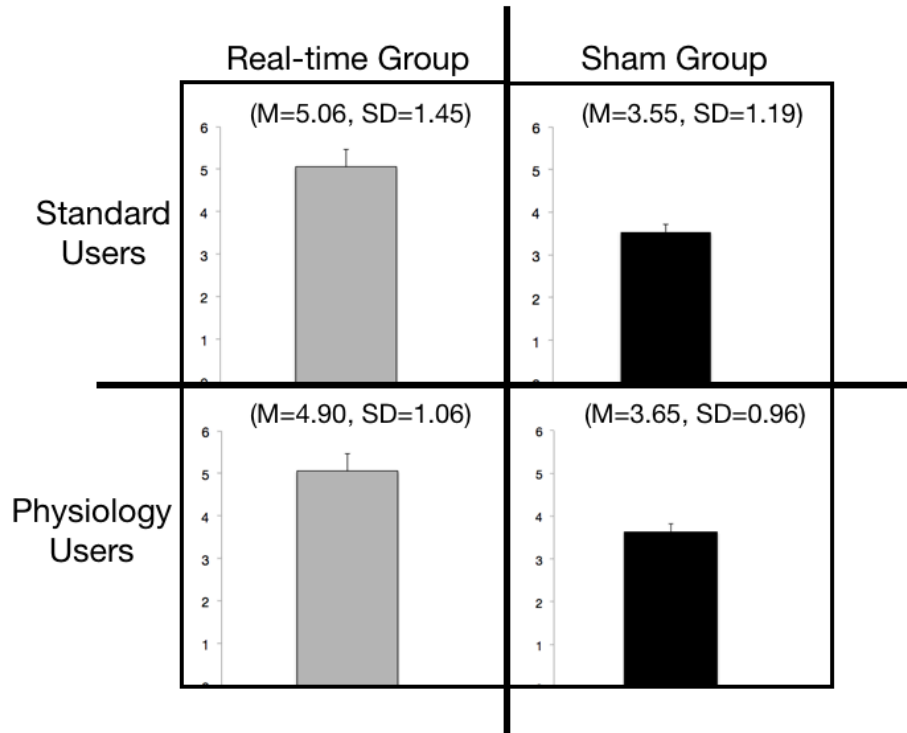 Real-time Group
Sham Group
Standard
Users
(M=5.06, SD=1.45)
6
5
4
3
2
1
(M=3.55, SD=1.19)
6
5
4
3
2
1
Physiology
Users
(M=4.90, SD=1.06)
6
5
4
3
2
1
(M=3.65, SD=0.96)
6
5
4
3
2
1